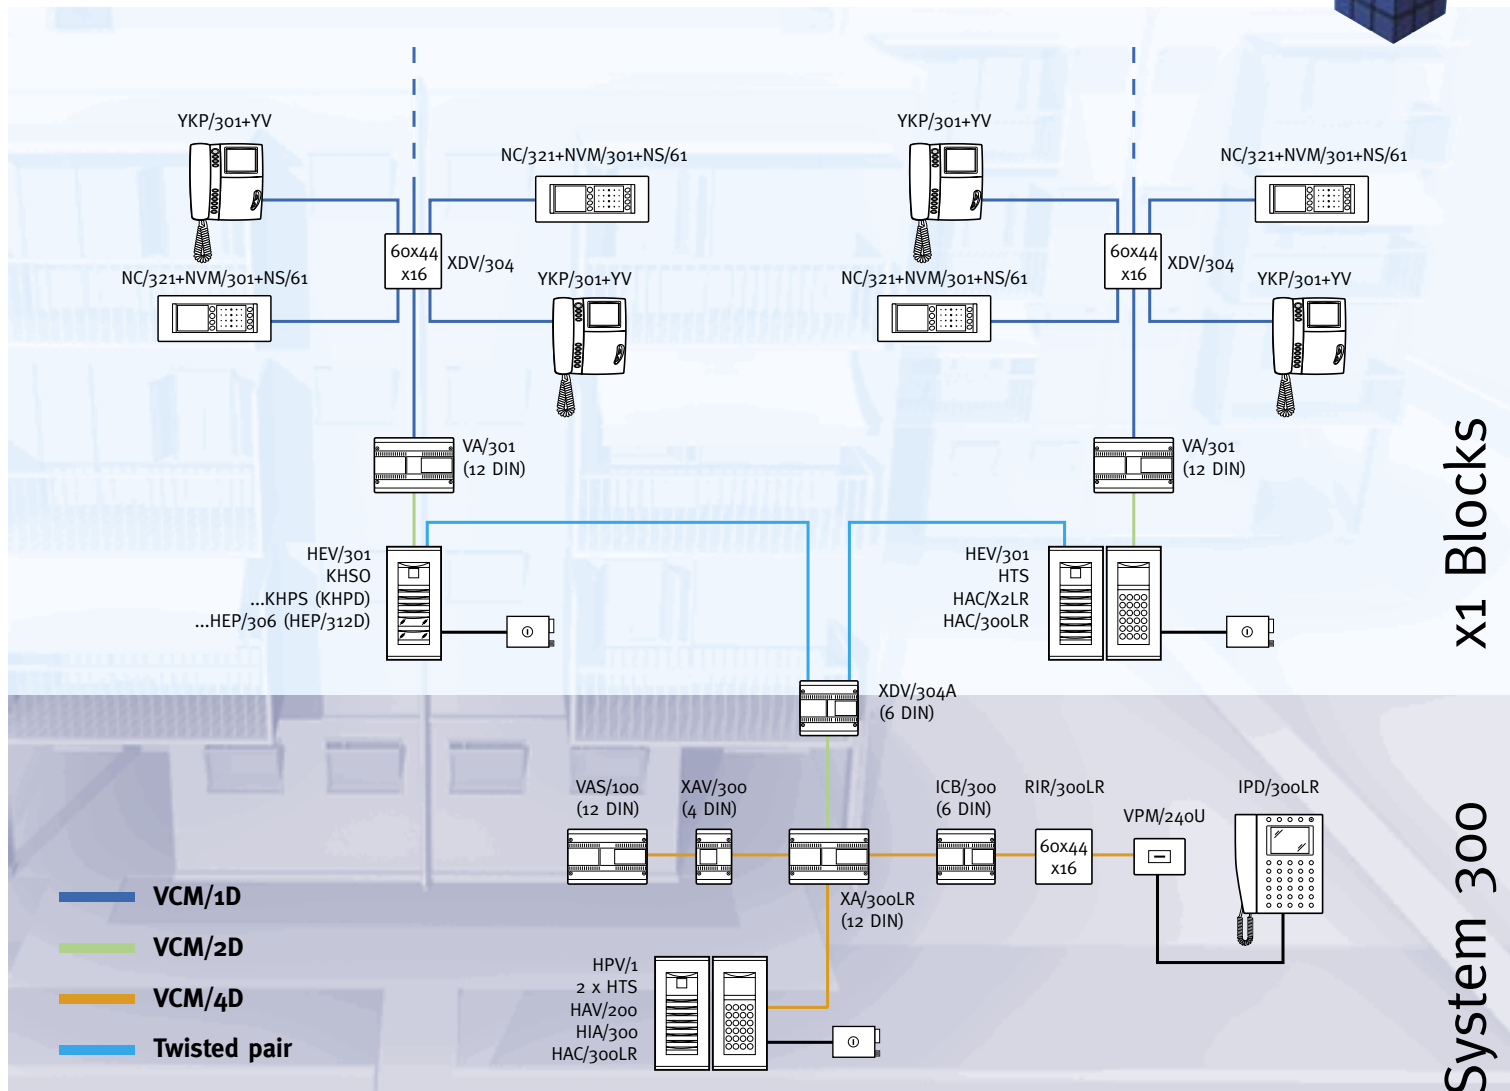 YKP/301+YV
NC/321+NVM/301+NS/61
60x44
x16
XDV/304
NC/321+NVM/301+NS/61
YKP/301+YV
YKP/301+YV
NC/321+NVM/301+NS/61
60x44
x16
XDV/304
NC/321+NVM/301+NS/61
YKP/301+YV
VA/301
(12 DIN)
VA/301
(12 DIN)
HEV/301
KHSO
...KHPS (KHPD)
...HEP/306 (HEP/312D)
HEV/301
HTS
HAC/X2LR
HAC/300LR
X1 Blocks
XDV/304A
(6 DIN)
VAS/100
(12 DIN)
XAV/300
(4 DIN)
ICB/300
(6 DIN)
RIR/300LR
60x44
x16
VPM/240U
IPD/300LR
XA/300LR
(12 DIN)
HPV/1
2 x HTS
HAV/200
HIA/300
HAC/300LR
VCM/1D
VCM/2D
VCM/4D
Twisted pair
System 300